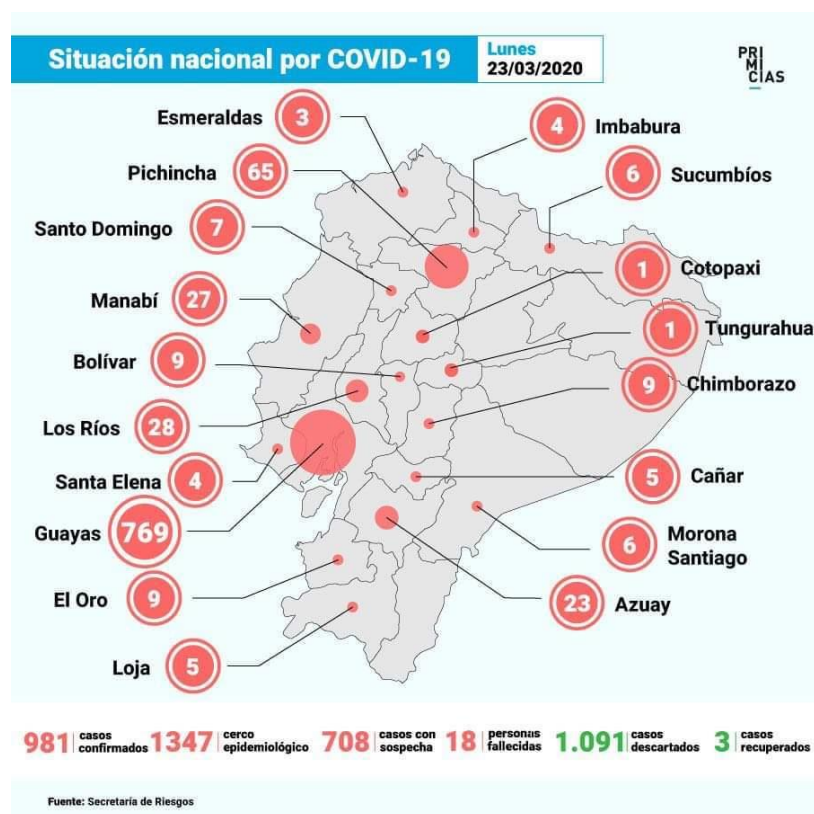 Situación nacional por COVID-19
Lunes
23/03/2020
PRI
MI
CIAS
Esmeraldas 3
4 Imbabura
Pichincha 65
6 Sucumbíos
Santo Domingo 7
1 Cotopaxi
Manabí 27
1 Tungurahua
Bolívar 9
9 Chimborazo
Los Ríos 28
Santa Elena 4
5 Cañar
Guayas 769
6 Morona
Santiago
El Oro 9
23 Azuay
Loja 5
981 casos
confirmados
1347 cerco
epidemiológico
708 casos con
sospecha
18 personas
fallecidas
1.091 casos
descartados
3 casos
recuperados
Fuente: Secretaría de Riesgos